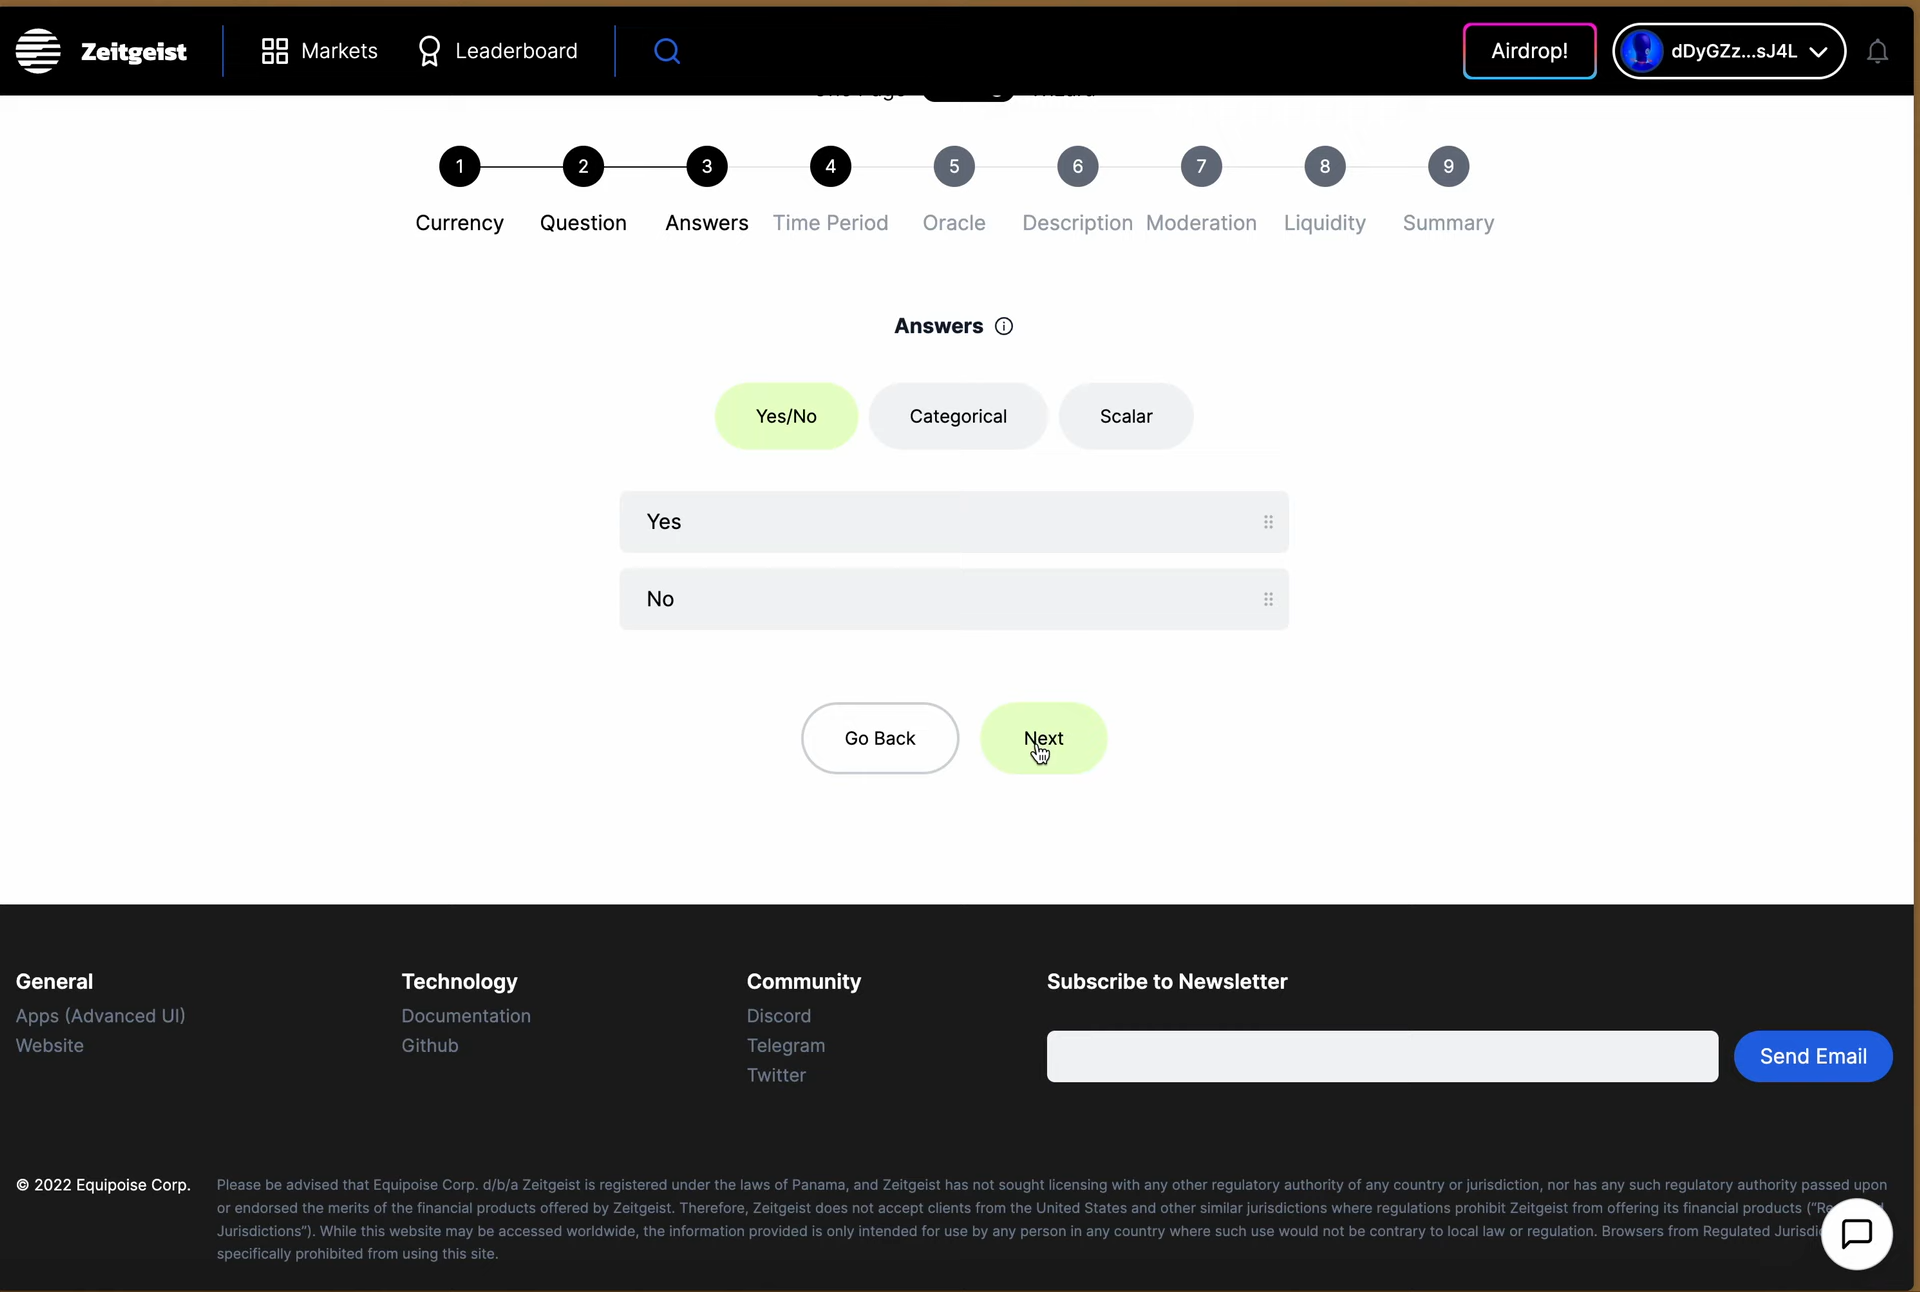 Zeitgeist
Markets
Leaderboard
Airdrop!
dDyGZz...sJ4L
1
2
3
4
5
6
7
8
9
Currency
Question
Answers
Time Period
Oracle
Description
Moderation
Liquidity
Summary
Answers
Yes/No
Categorical
Scalar
Yes
No
Go Back
Next
General
Apps (Advanced UI)
Website
Technology
Documentation
Github
Community
Discord
Telegram
Twitter
Subscribe to Newsletter
Send Email
© 2022 Equipoise Corp.
Please be advised that Equipoise Corp. d/b/a Zeitgeist is registered under the laws of Panama, and Zeitgeist has not sought licensing with any other regulatory authority of any country or jurisdiction, nor has any such regulatory authority passed upon
or endorsed the merits of the financial products offered by Zeitgeist. Therefore, Zeitgeist does not accept clients from the United States and other similar jurisdictions where regulations prohibit Zeitgeist from offering its financial products
Jurisdictions"). While this website may be accessed worldwide, the information provided is only intended for use by any person in any country where such use would not be contrary to local law or regulation. Browsers from Regulated
specifically prohibited from using this site.